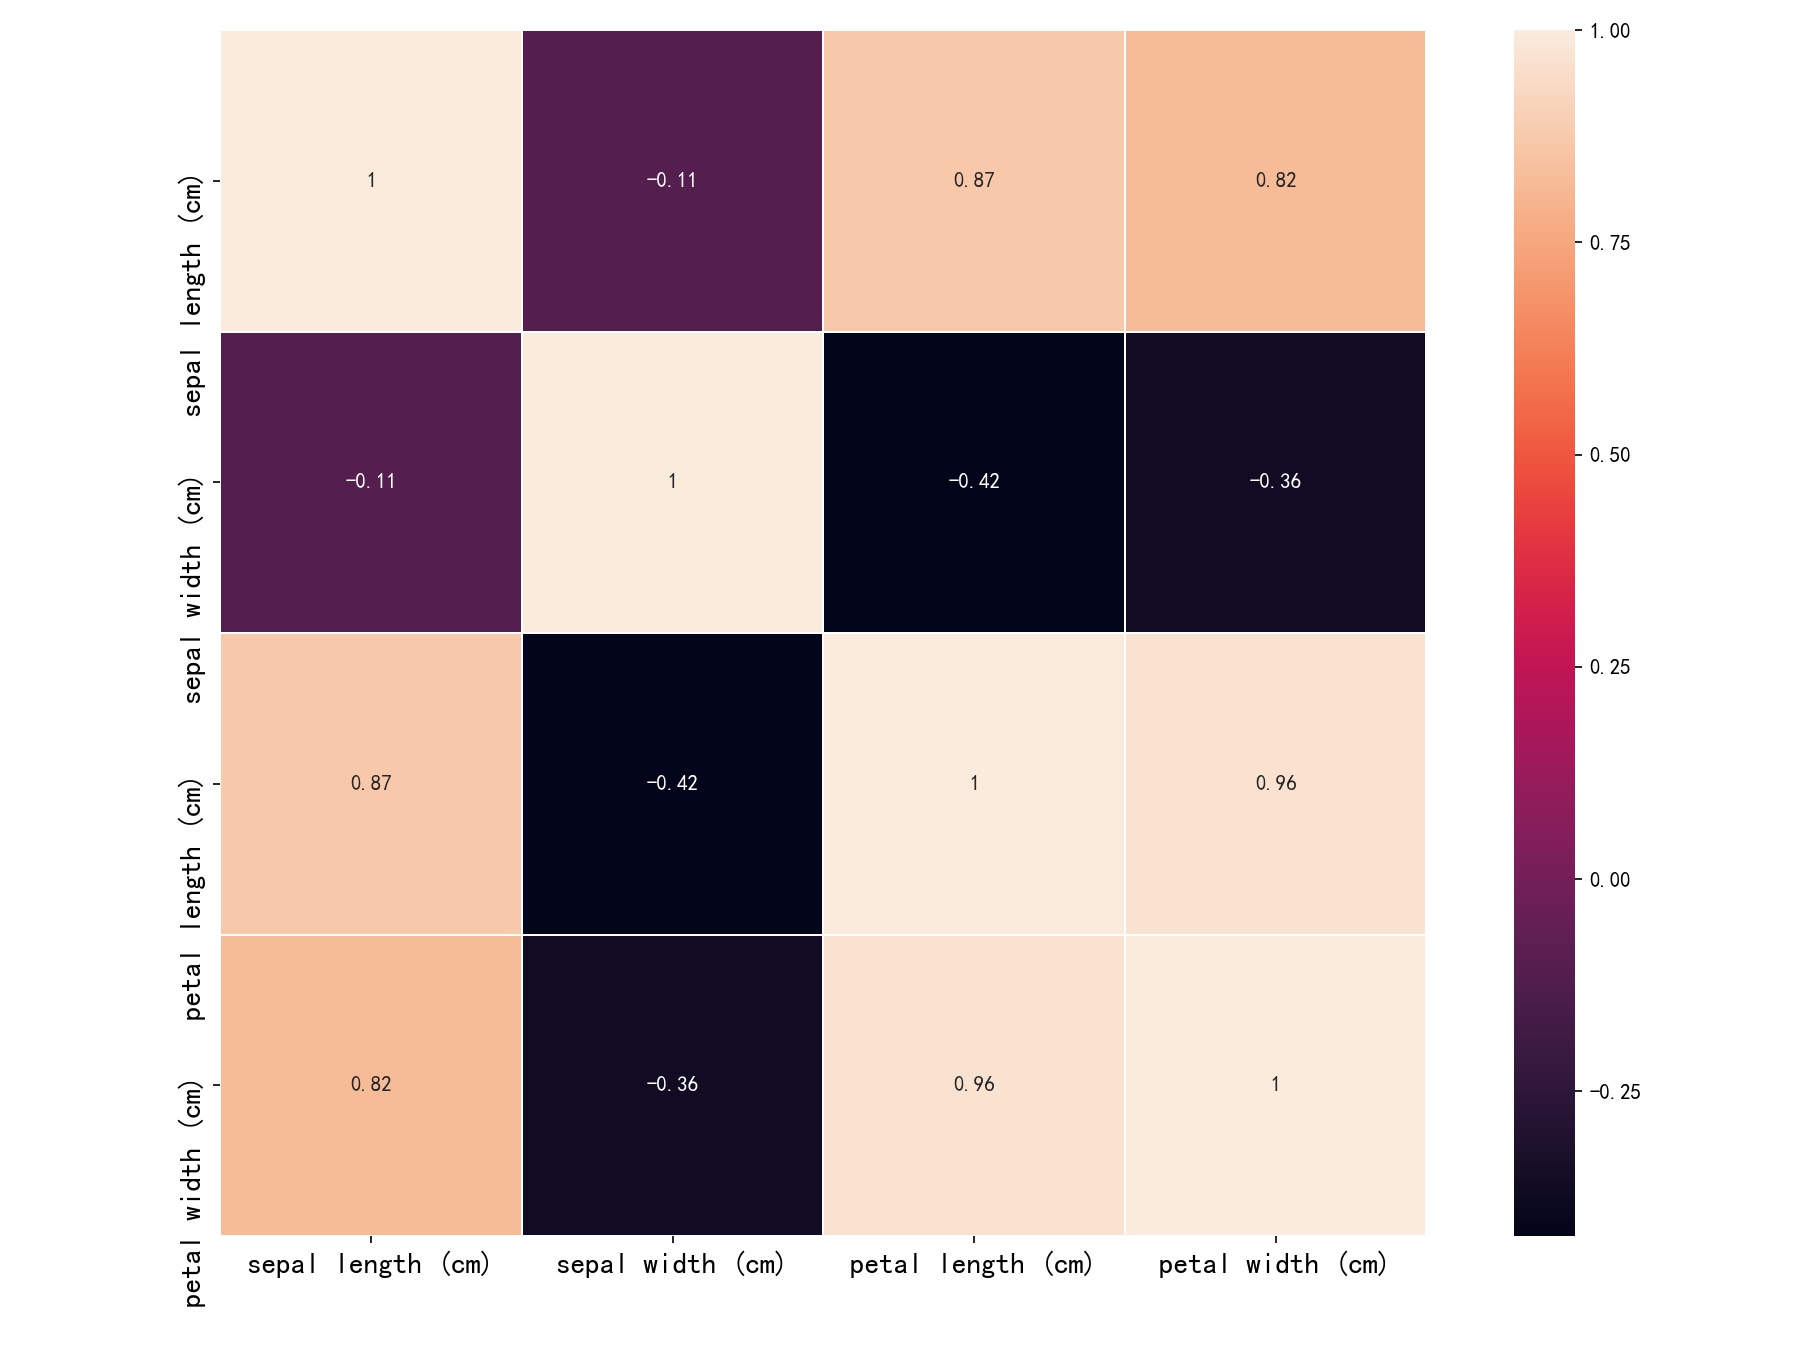 1.00
sepal length (cm)
1
-0.11
0.87
0.82
0.75
sepal width (cm)
-0.11
1
-0.42
-0.36
0.50
0.25
petal length (cm)
0.87
-0.42
1
0.96
0.00
petal width (cm)
0.82
-0.36
0.96
1
-0.25
sepal length (cm)
sepal width (cm)
petal length (cm)
petal width (cm)